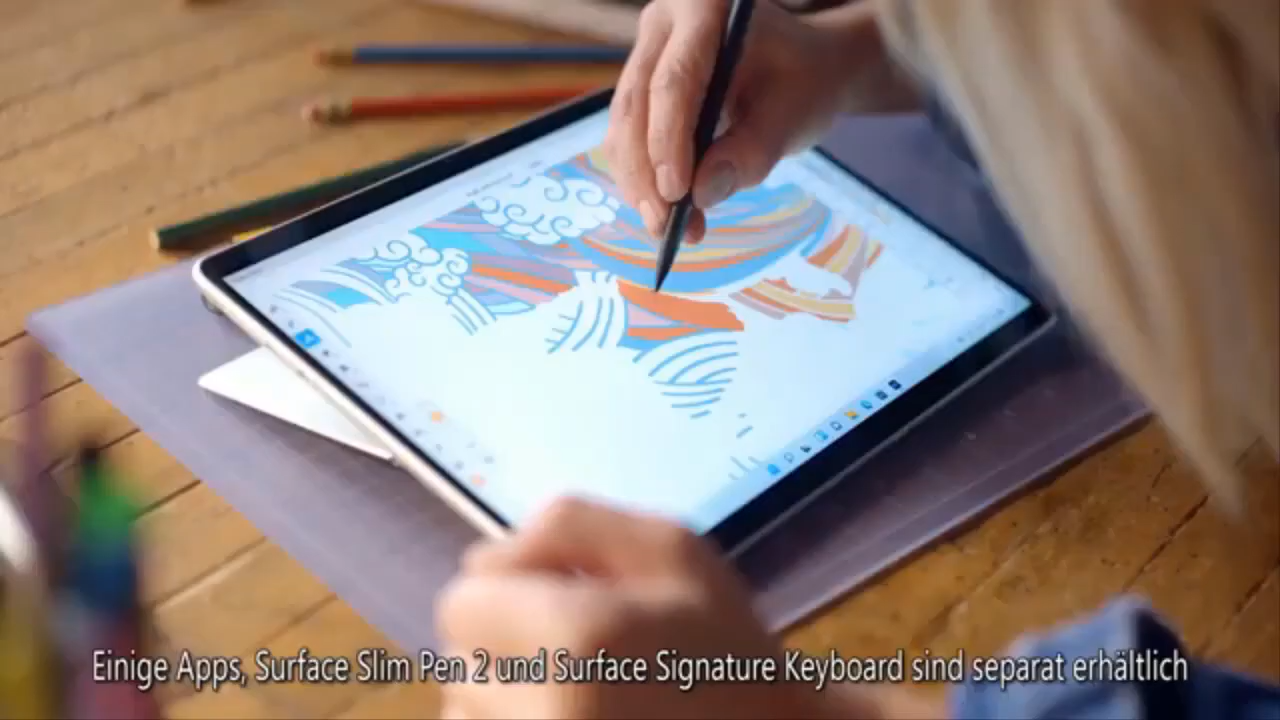 Einige Apps, Surface Slim Pen 2 und Surface Signature Keyboard sind separat erhältlich